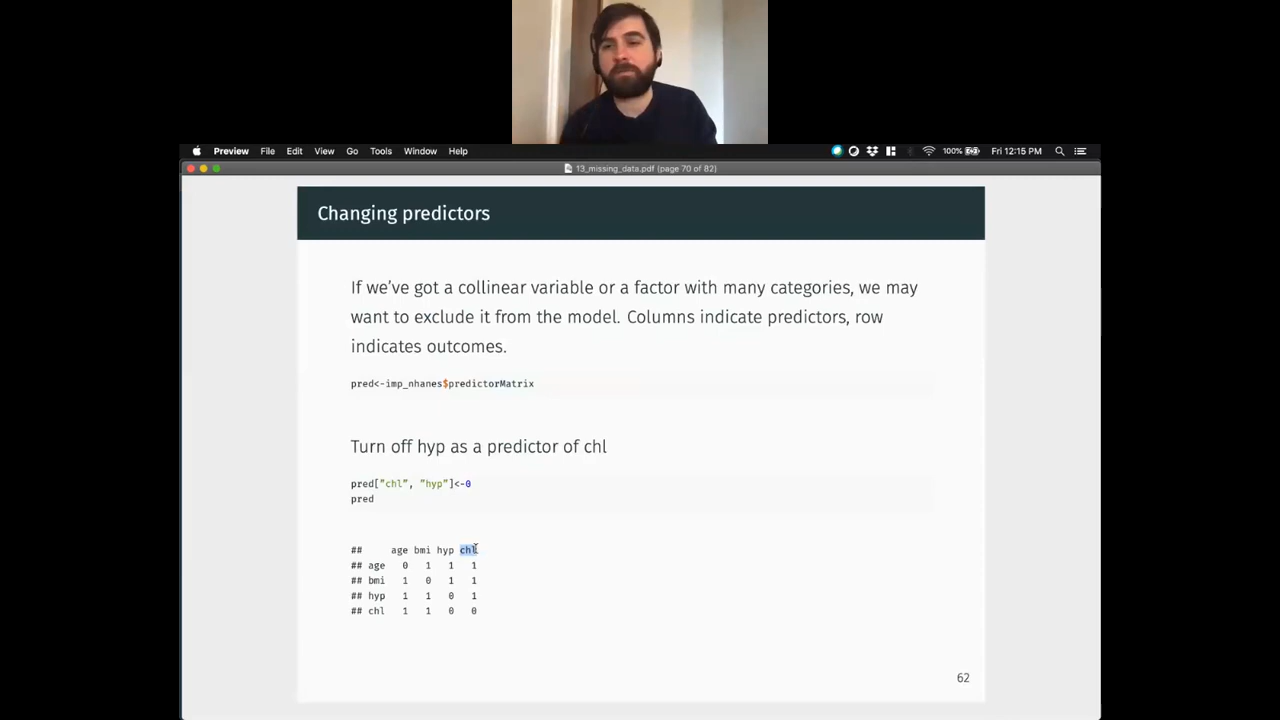 Preview File Edit View Go Tools Window Help 100% Fri 12:15 PM
13_missing_data.pdf (page 70 of 82)
Changing predictors
If we've got a collinear variable or a factor with many categories, we may
want to exclude it from the model. Columns indicate predictors, row
indicates outcomes.
pred<-imp_nhanes$predictorMatrix
Turn off hyp as a predictor of chl
pred["chl", "hyp"]<-0
pred
## age bmi hyp chl
## age 0 1 1 1
## bmi 1 0 1 1
## hyp 1 1 0 1
## chl 1 1 0 0
62